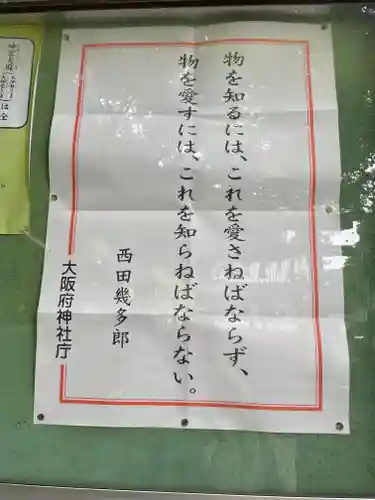 物を知るには、これを愛さねばならず、
物を愛すには、これを知らねばならない。
西田幾多郎
大阪府神社庁
は全